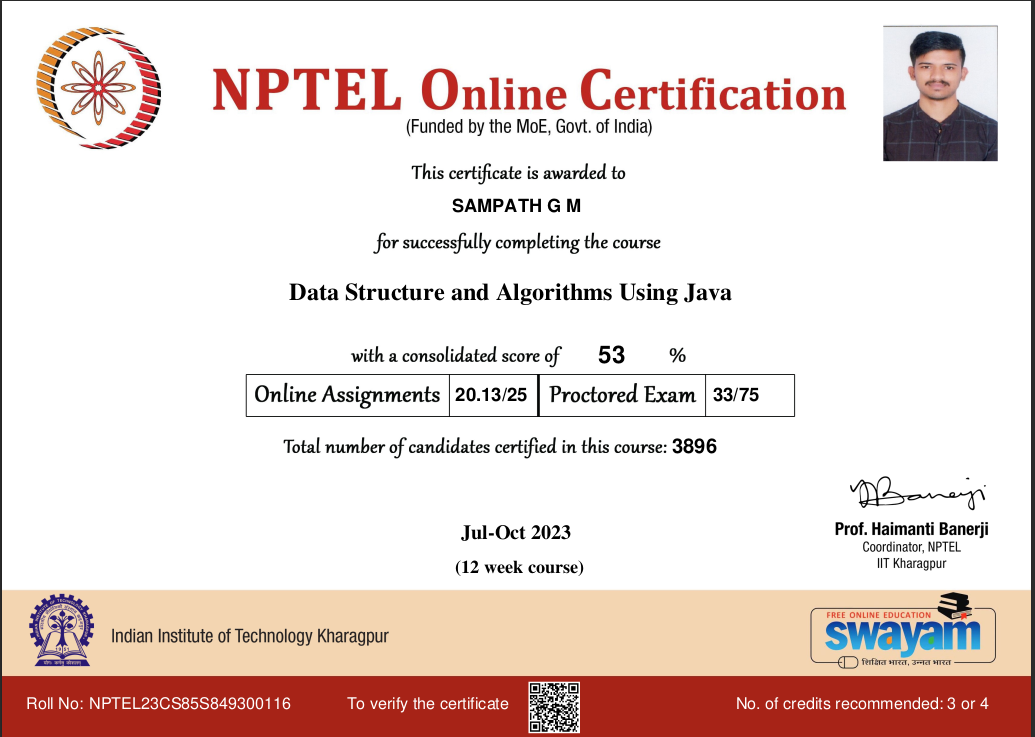 NPTEL Online Certification
(Funded by the MoE, Govt. of India)
This certificate is awarded to
SAMPATH G M
for successfully completing the course
Data Structure and Algorithms Using Java
with a consolidated score of 53 %
Online Assignments 20.13/25 Proctored Exam 33/75
Total number of candidates certified in this course: 3896
Banerji
Prof. Haimanti Banerji
Coordinator, NPTEL
IIT Kharagpur
Jul-Oct 2023
(12 week course)
Indian Institute of Technology Kharagpur
FREE ONLINE EDUCATION
swayam
शिक्षित भारत, उन्नत भारत
Roll No: NPTEL23CS85S849300116
To verify the certificate
No. of credits recommended: 3 or 4